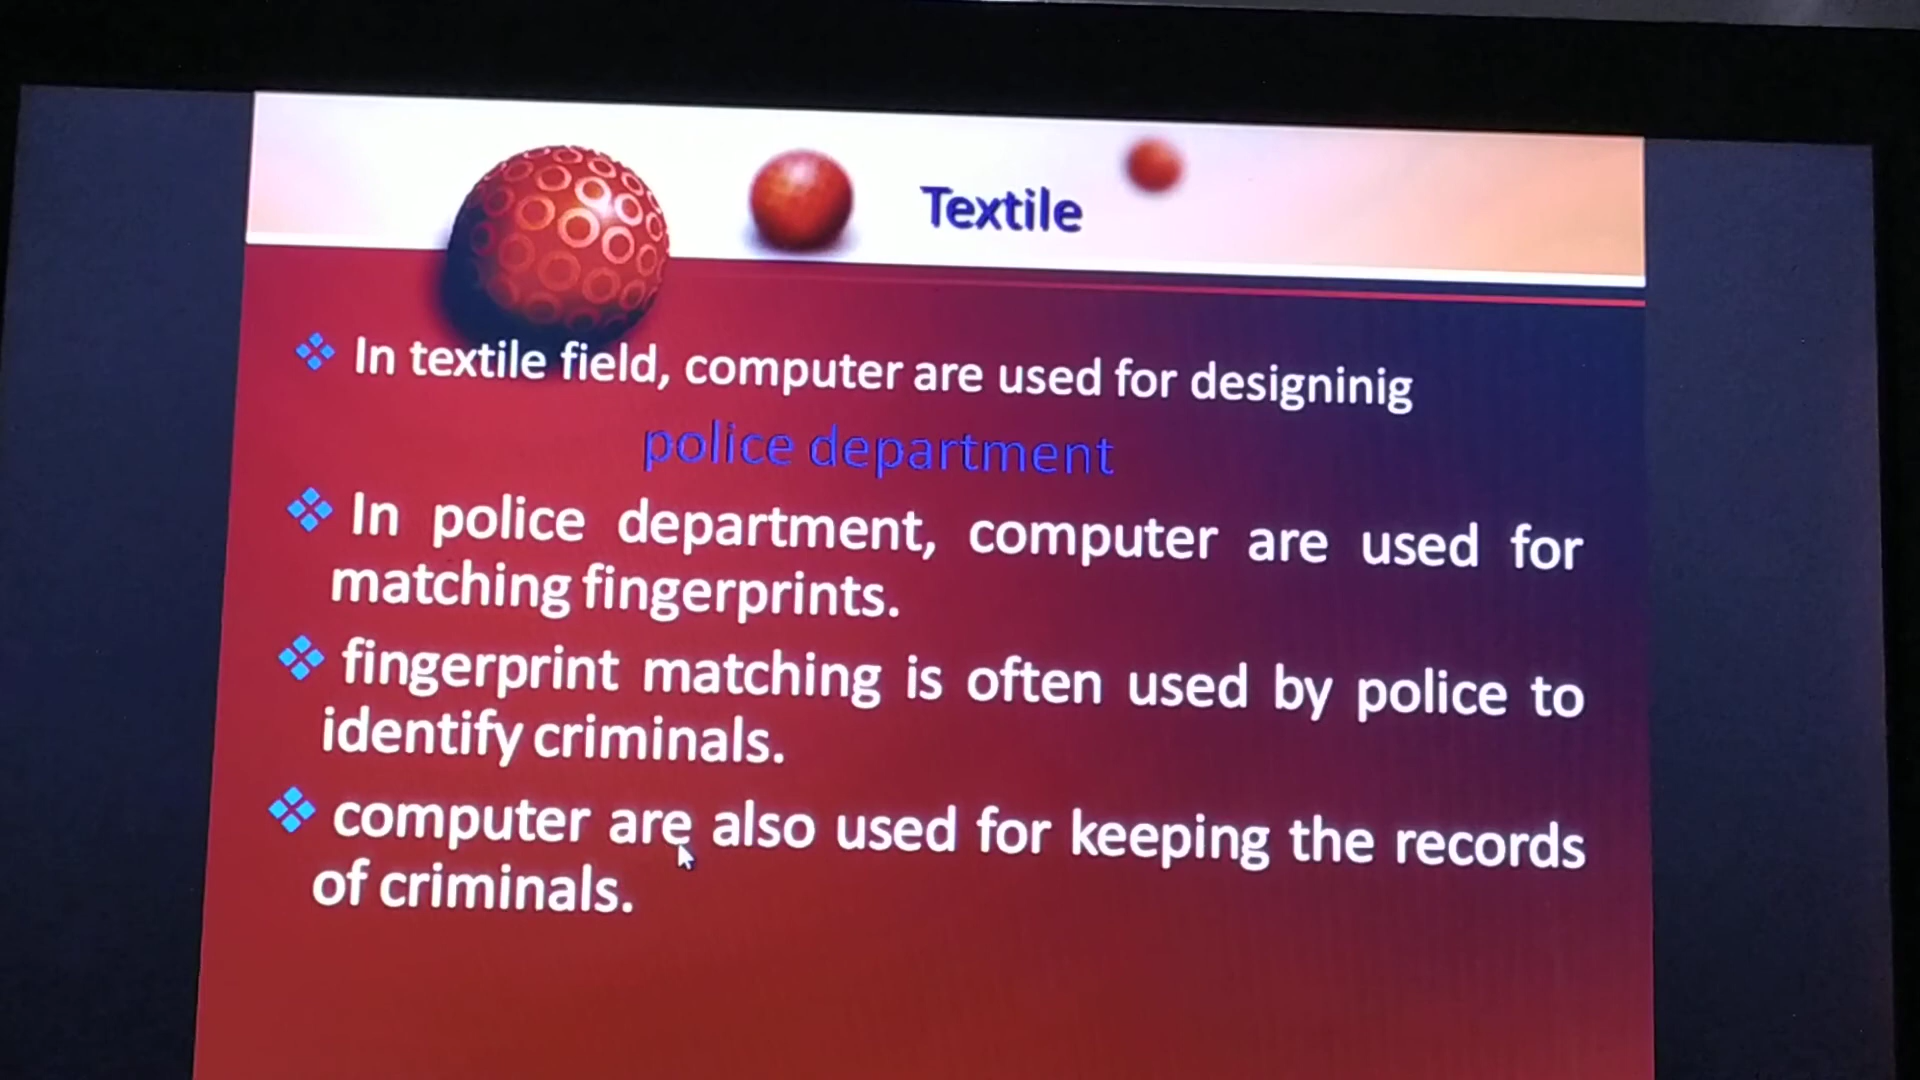 Textile
In textile field, computer are used for designinig
police department
In police department, computer are used for
matching fingerprints.
fingerprint matching is often used by police to
identify criminals.
computer are also used for keeping the records
of criminals.